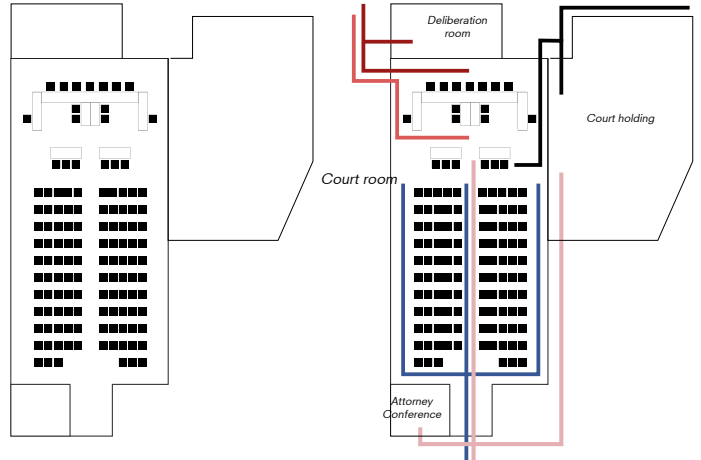 Deliberation
room
Court holding
Court room
Attorney
Conference